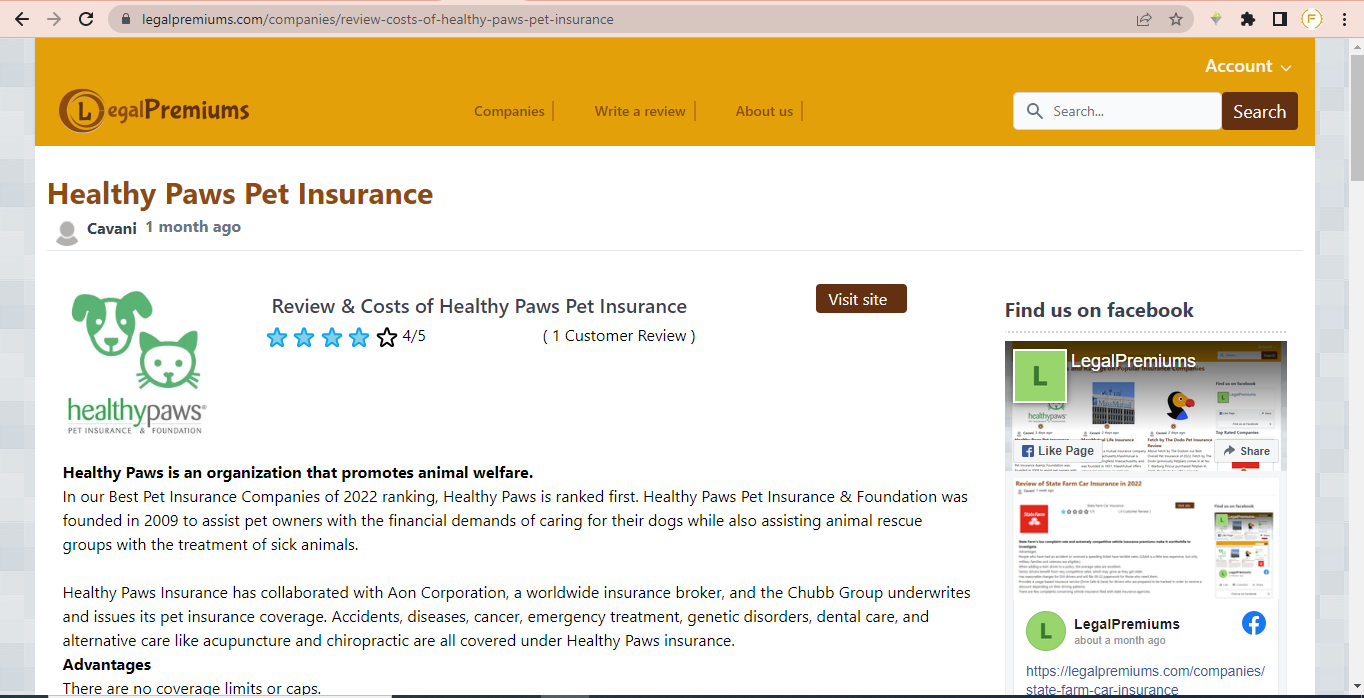 legalpremiums.com/companies/review-costs-of-healthy-paws-pet-insurance
F
Account
LegalPremiums
Companies
Write a review
About us
Search...
Search
Healthy Paws Pet Insurance
Cavani 1 month ago
Review & Costs of Healthy Paws Pet Insurance
Visit site
4/5
( 1 Customer Review )
healthypaws
PET INSURANCE & FOUNDATION
Healthy Paws is an organization that promotes animal welfare.
In our Best Pet Insurance Companies of 2022 ranking, Healthy Paws is ranked first. Healthy Paws Pet Insurance & Foundation was
founded in 2009 to assist pet owners with the financial demands of caring for their dogs while also assisting animal rescue
groups with the treatment of sick animals.
Healthy Paws Insurance has collaborated with Aon Corporation, a worldwide insurance broker, and the Chubb Group underwrites
and issues its pet insurance coverage. Accidents, diseases, cancer, emergency treatment, genetic disorders, dental care, and
alternative care like acupuncture and chiropractic are all covered under Healthy Paws insurance.
Advantages
There are no coverage limits or caps.
Find us on facebook
L
LegalPremiums
Like Page
Share
Review of State Farm Car Insurance in 2022
L
LegalPremiums
about a month ago
https://legalpremiums.com/companies/
state-farm-car-insurance